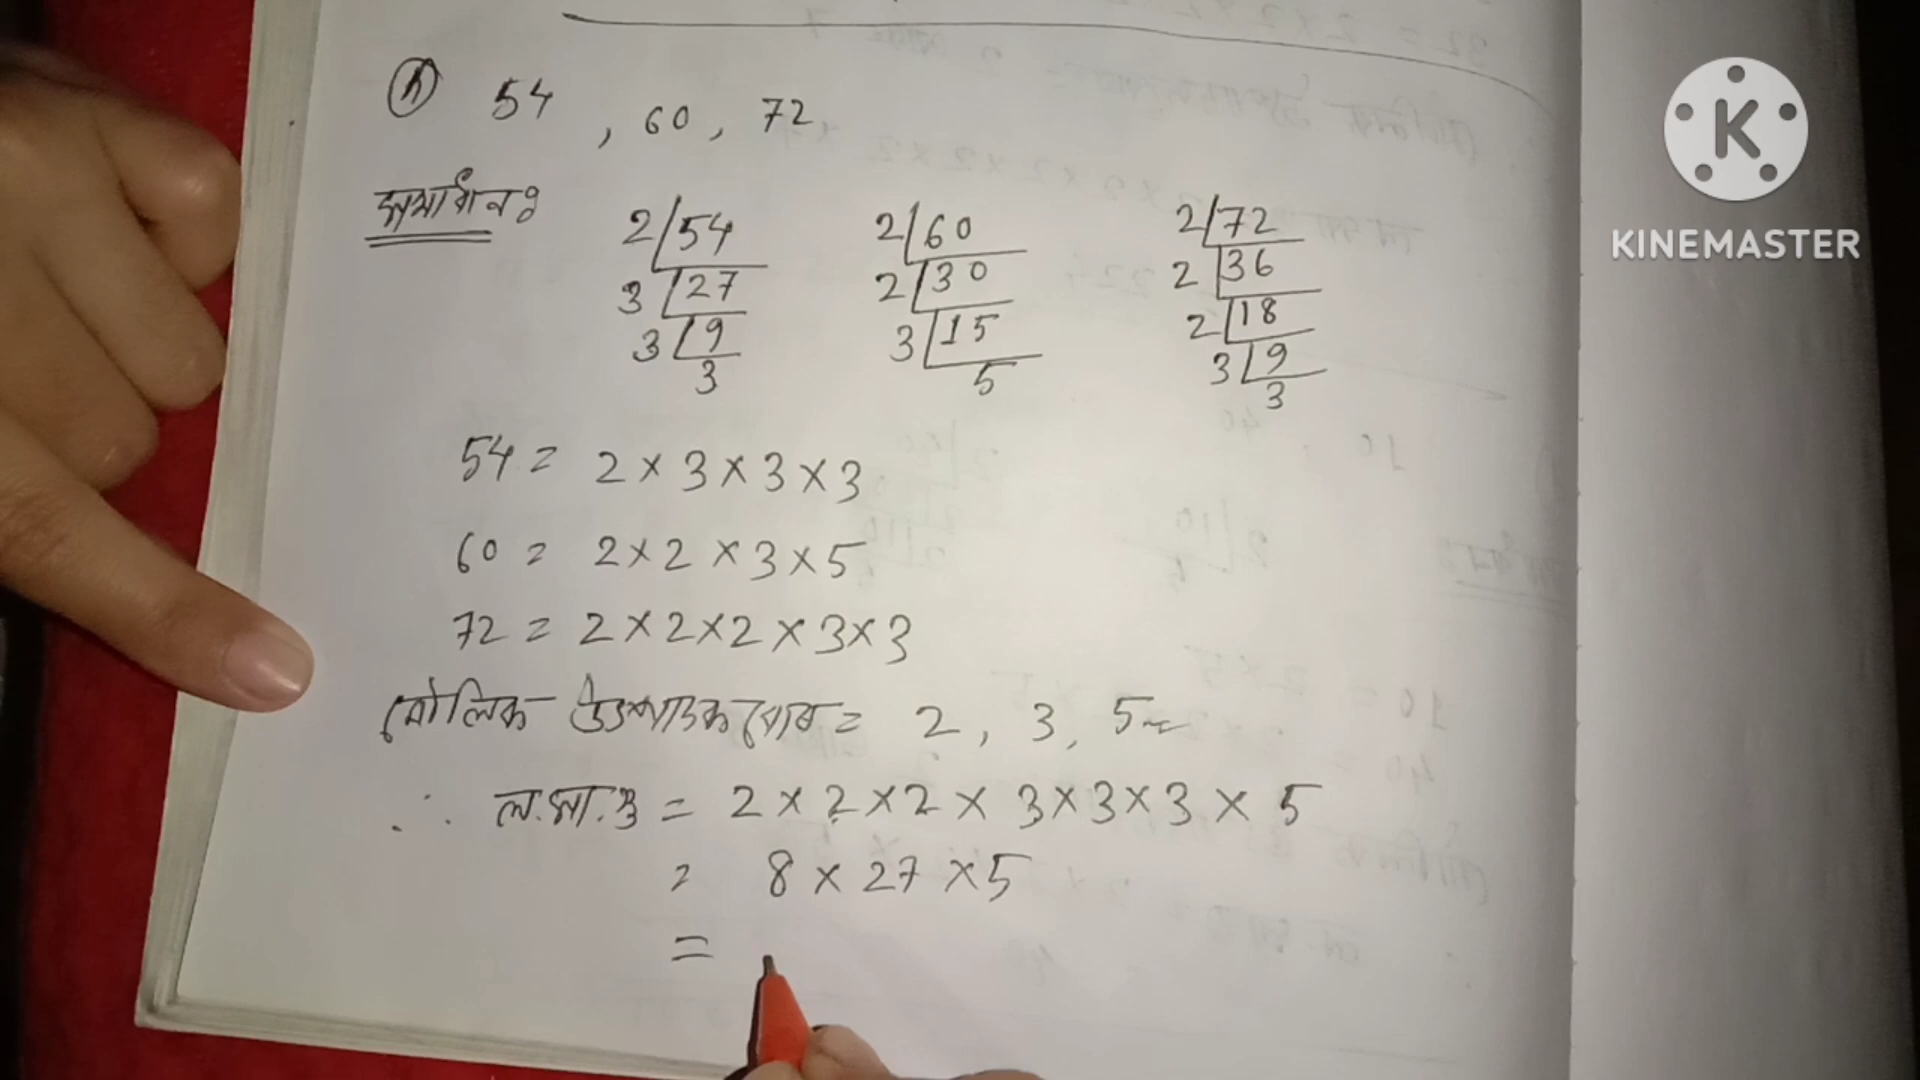 54, 60, 72
সমাধানঃ
2 54 2 60 2 72
3 27 2 30 2 36
3 9 3 15 2 18
3 5 3 9
3
54 = 2 × 3 × 3 × 3
60 = 2 × 2 × 3 × 5
72 = 2 × 2 × 2 × 3 × 3
মৌলিক = 2, 3, 5
∴ ল.সা.গু = 2 × 2 × 2 × 3 × 3 × 3 × 5
= 8 × 27 × 5
=
K
KINEMASTER